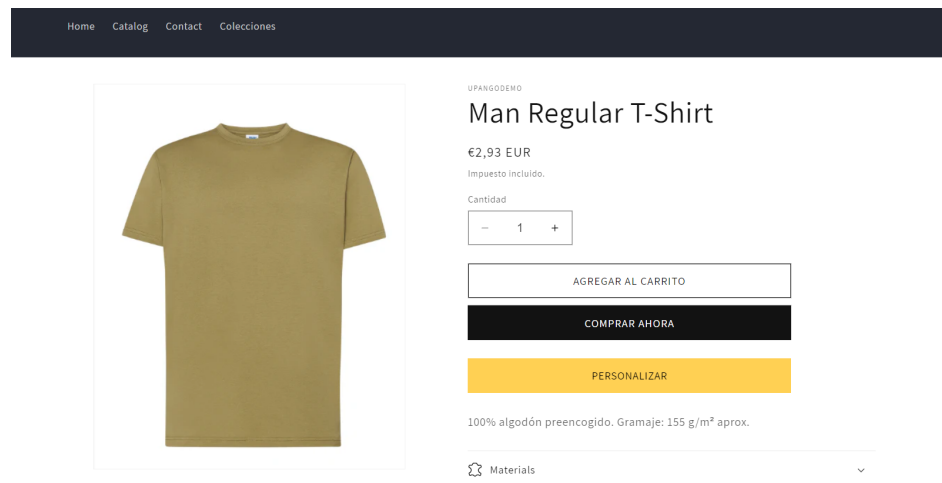 Home Catalog Contact Colecciones
UPANGODEMO
Man Regular T-Shirt
€2,93 EUR
Impuesto incluido.
Cantidad
− 1 +
AGREGAR AL CARRITO
COMPRAR AHORA
PERSONALIZAR
100% algodón preencogido. Gramaje: 155 g/m² aprox.
Materials